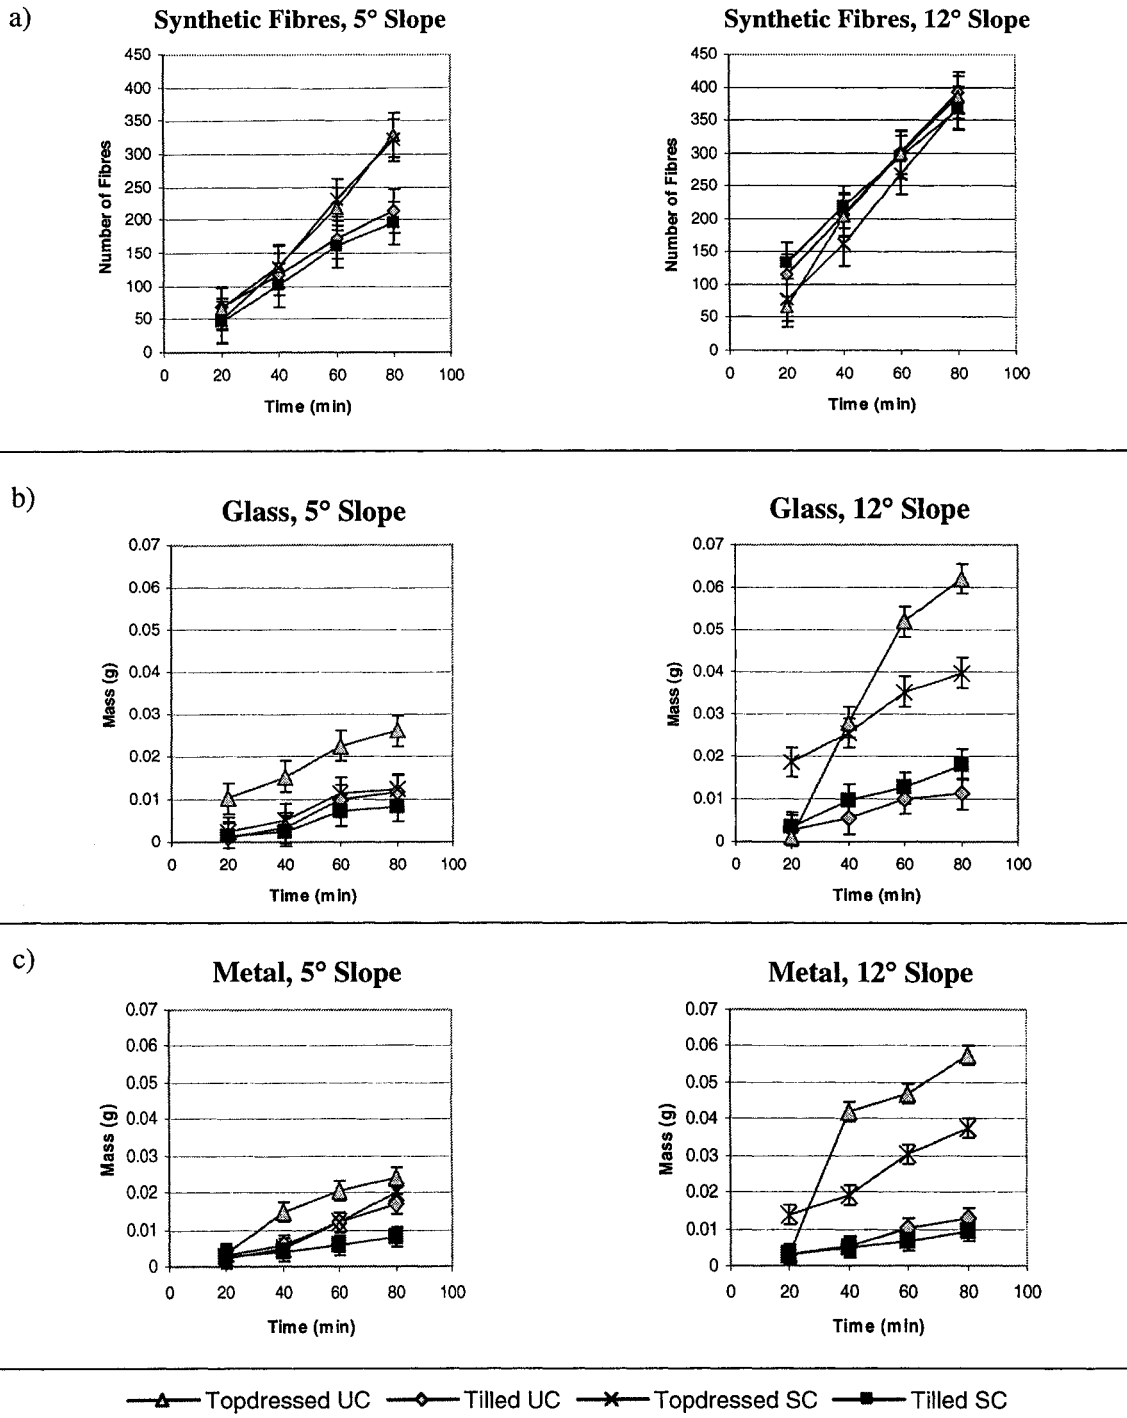 a)
Synthetic Fibres, 5° Slope
Number of Fibres
450
400
350
300
250
200
150
100
50
0
0 20 40 60 80 100
Time (min)
Synthetic Fibres, 12° Slope
Number of Fibres
450
400
350
300
250
200
150
100
50
0
0 20 40 60 80 100
Time (min)
b)
Glass, 5° Slope
Mass (g)
0.07
0.06
0.05
0.04
0.03
0.02
0.01
0
0 20 40 60 80 100
Time (min)
Glass, 12° Slope
Mass (g)
0.07
0.06
0.05
0.04
0.03
0.02
0.01
0
0 20 40 60 80 100
Time (min)
c)
Metal, 5° Slope
Mass (g)
0.07
0.06
0.05
0.04
0.03
0.02
0.01
0
0 20 40 60 80 100
Time (min)
Metal, 12° Slope
Mass (g)
0.07
0.06
0.05
0.04
0.03
0.02
0.01
0
0 20 40 60 80 100
Time (min)
Topdressed UC Tilled UC Topdressed SC Tilled SC